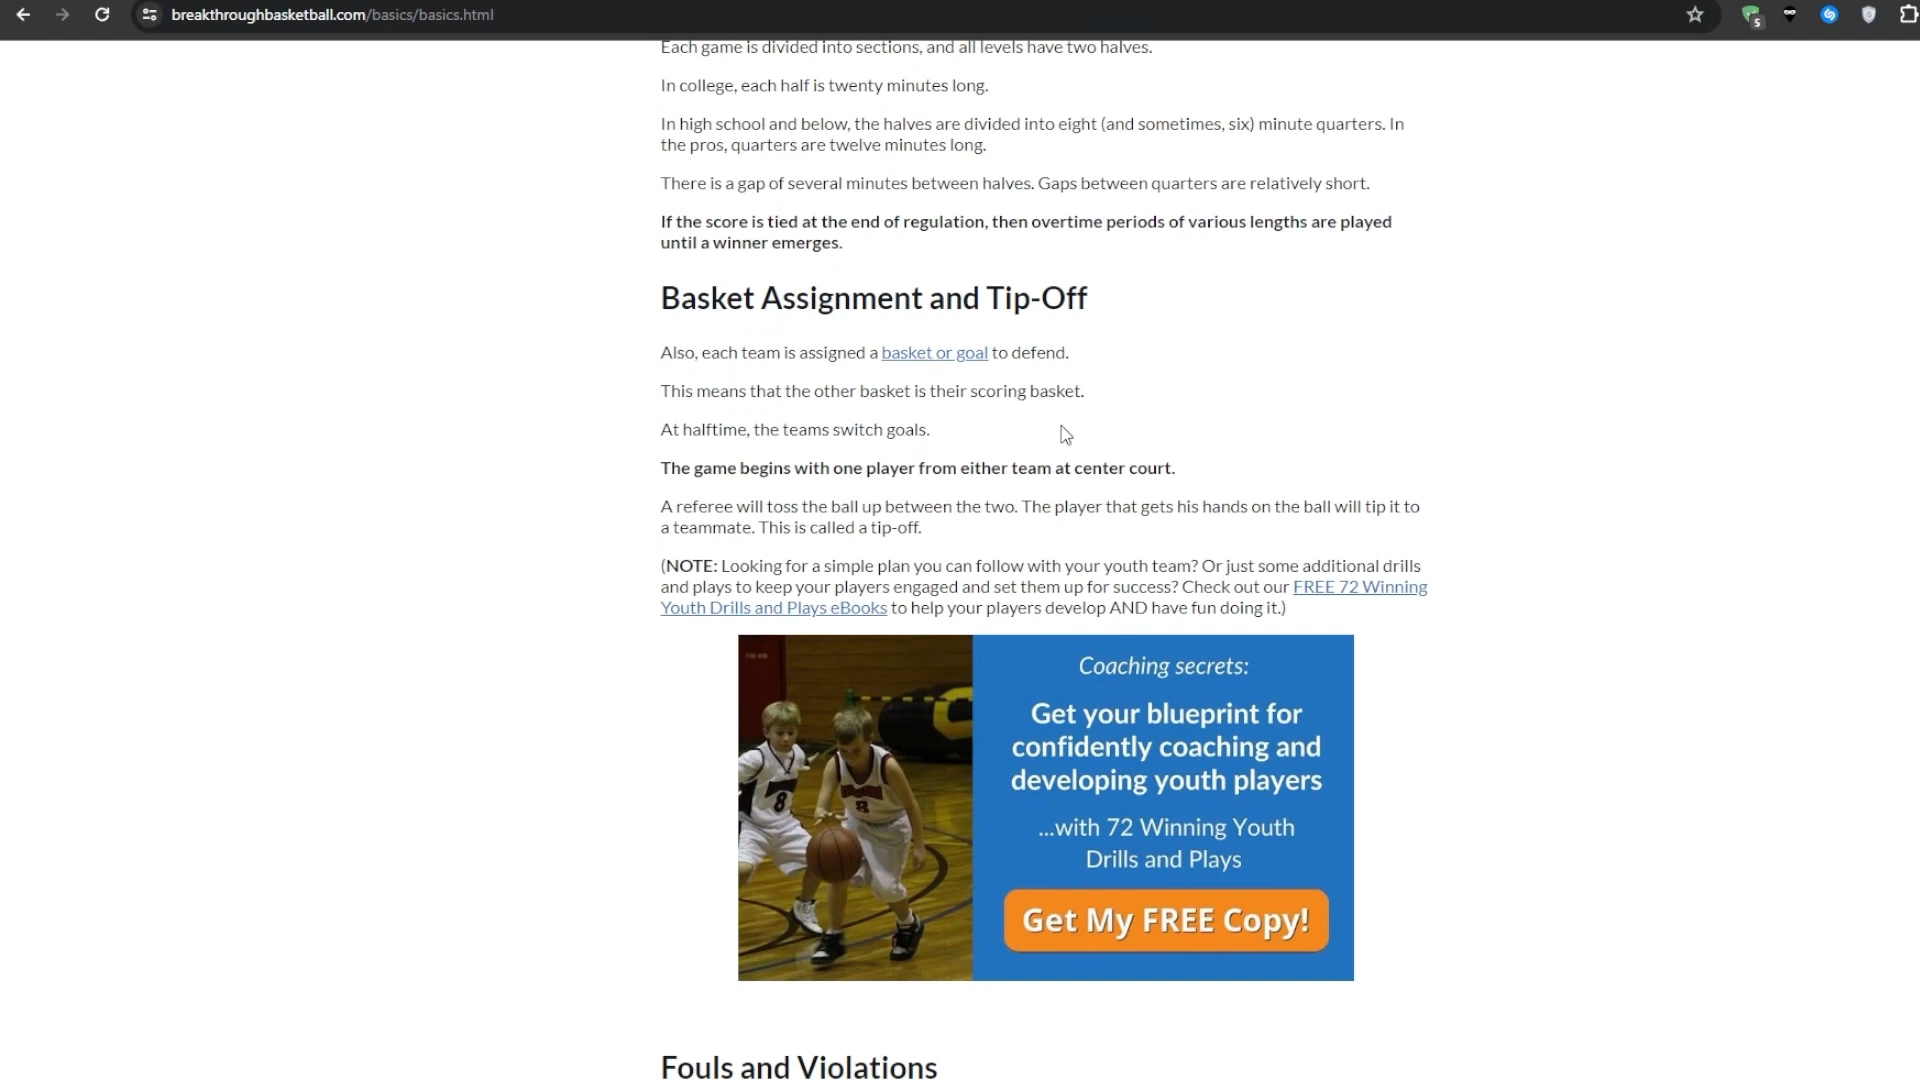 breakthroughbasketball.com/basics/basics.html
5
Each game is divided into sections, and all levels have two halves.
In college, each half is twenty minutes long.
In high school and below, the halves are divided into eight (and sometimes, six) minute quarters. In
the pros, quarters are twelve minutes long.
There is a gap of several minutes between halves. Gaps between quarters are relatively short.
If the score is tied at the end of regulation, then overtime periods of various lengths are played
until a winner emerges.
Basket Assignment and Tip-Off
Also, each team is assigned a basket or goal to defend.
This means that the other basket is their scoring basket.
At halftime, the teams switch goals.
The game begins with one player from either team at center court.
A referee will toss the ball up between the two. The player that gets his hands on the ball will tip it to
a teammate. This is called a tip-off.
(NOTE: Looking for a simple plan you can follow with your youth team? Or just some additional drills
and plays to keep your players engaged and set them up for success? Check out our FREE 72 Winning
Youth Drills and Plays eBooks to help your players develop AND have fun doing it.)
8
8
Coaching secrets:
Get your blueprint for
confidently coaching and
developing youth players
...with 72 Winning Youth
Drills and Plays
Get My FREE Copy!
Fouls and Violations